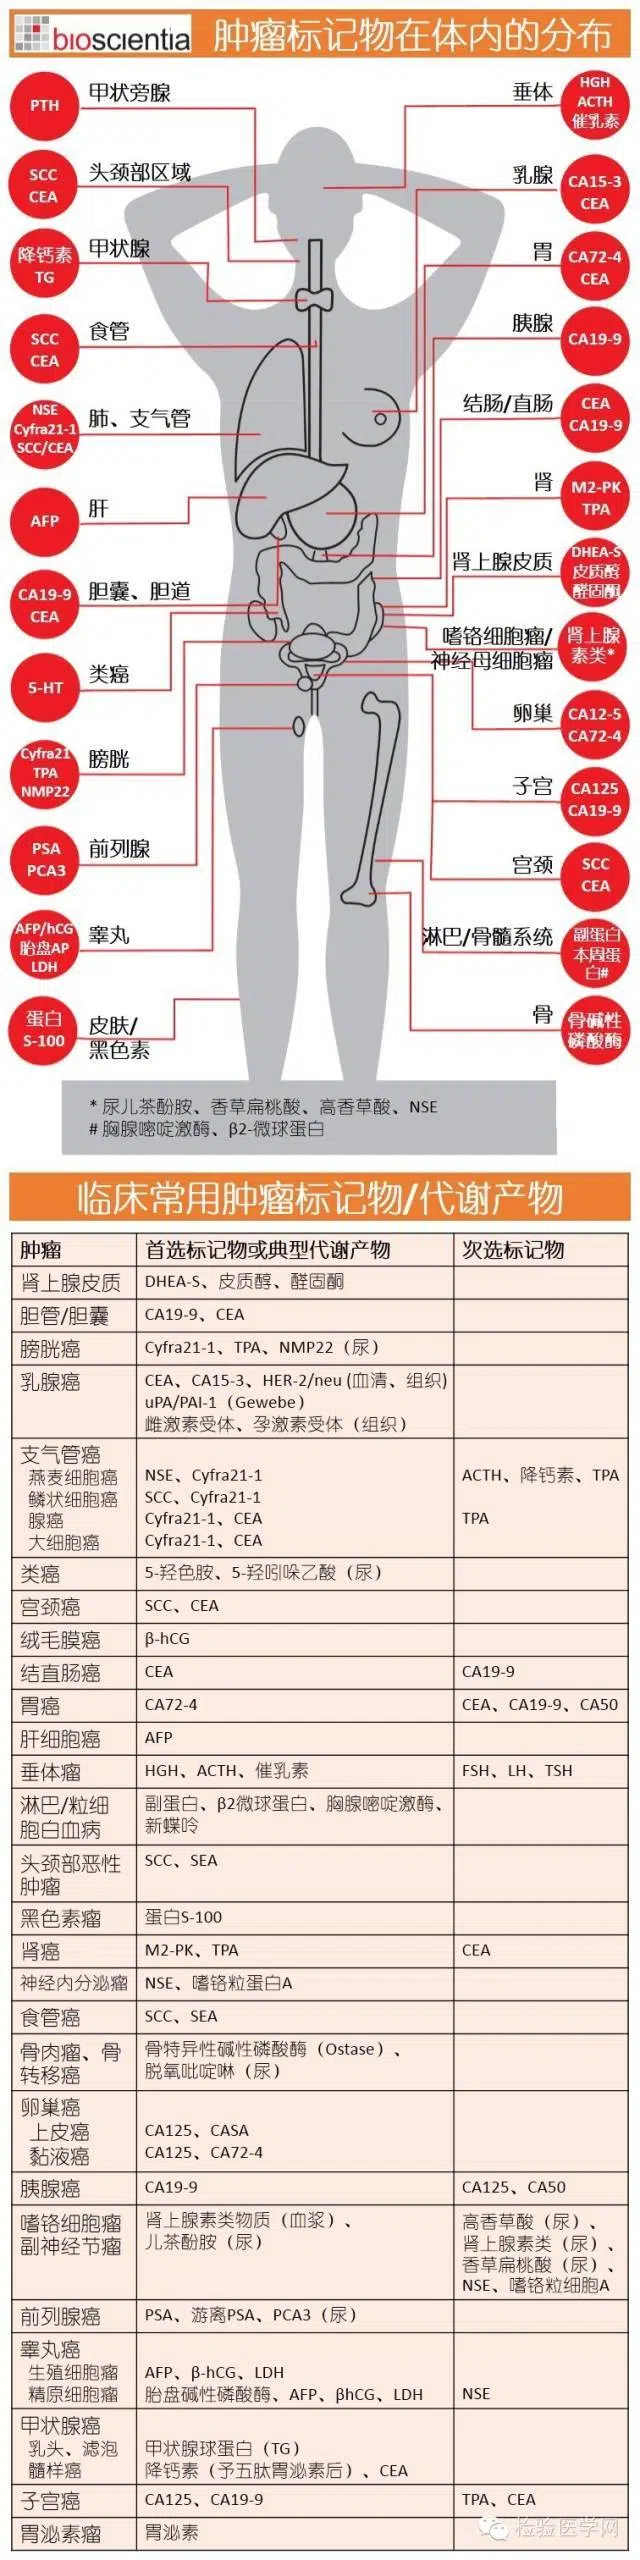 bioscientia 肿瘤标记物在体内的分布
PTH 甲状旁腺
SCC
CEA
头颈部区域
降钙素
TG
甲状腺
SCC
CEA
食管
NSE
Cyfra21-1
SCC/CEA
肺、支气管
AFP
肝
CA19-9
CEA
胆囊、胆道
5-HT
类癌
Cyfra21
TPA
NMP22
膀胱
PSA
PCA3
前列腺
AFP/hCG
胎盘AP
LDH
睾丸
蛋白
S-100
皮肤/
黑色素
垂体
HGH
ACTH
催乳素
乳腺
CA15-3
CEA
胃
CA72-4
CEA
胰腺
CA19-9
结肠/直肠
CEA
CA19-9
肾
M2-PK
TPA
肾上腺皮质
DHEA-S
皮质醇
醛固酮
嗜铬细胞瘤/
神经母细胞瘤
肾上腺
素类*
卵巢
CA12-5
CA72-4
子宫
CA125
CA19-9
宫颈
SCC
CEA
淋巴/骨髓系统
副蛋白
本周蛋
白#
骨
骨碱性
磷酸酶
* 尿儿茶酚胺、香草扁桃酸、高香草酸、NSE
# 胸腺嘧啶激酶、β2-微球蛋白
临床常用肿瘤标记物/代谢产物
肿瘤 首选标记物或典型代谢产物 次选标记物
肾上腺皮质 DHEA-S、皮质醇、醛固酮
胆管/胆囊 CA19-9、CEA
膀胱癌 Cyfra21-1、TPA、NMP22（尿）
乳腺癌 CEA、CA15-3、HER-2/neu (血清、组织)
uPA/PAI-1（Gewebe）
雌激素受体、孕激素受体（组织）
支气管癌
燕麦细胞癌 NSE、Cyfra21-1 ACTH、降钙素、TPA
鳞状细胞癌 SCC、Cyfra21-1
腺癌 Cyfra21-1、CEA TPA
大细胞癌 Cyfra21-1、CEA
类癌 5-羟色胺、5-羟吲哚乙酸（尿）
宫颈癌 SCC、CEA
绒毛膜癌 β-hCG
结直肠癌 CEA CA19-9
胃癌 CA72-4 CEA、CA19-9、CA50
肝细胞癌 AFP
垂体瘤 HGH、ACTH、催乳素 FSH、LH、TSH
淋巴/粒细
胞白血病
副蛋白、β2微球蛋白、胸腺嘧啶激酶、
新蝶呤
头颈部恶性
肿瘤
SCC、SEA
黑色素瘤 蛋白S-100
肾癌 M2-PK、TPA CEA
神经内分泌瘤 NSE、嗜铬粒蛋白A
食管癌 SCC、SEA
骨肉瘤、骨
转移癌
骨特异性碱性磷酸酶（Ostase）、
脱氧吡啶啉（尿）
卵巢癌
上皮癌 CA125、CASA
黏液癌 CA125、CA72-4
胰腺癌 CA19-9 CA125、CA50
嗜铬细胞瘤
副神经节瘤
肾上腺素类物质（血浆）、
儿茶酚胺（尿）
高香草酸（尿）、
肾上腺素类（尿）、
香草扁桃酸（尿）、
NSE、嗜铬粒细胞A
前列腺癌 PSA、游离PSA、PCA3（尿）
睾丸癌
生殖细胞瘤 AFP、β-hCG、LDH
精原细胞瘤 胎盘碱性磷酸酶、AFP、βhCG、LDH NSE
甲状腺癌
乳头、滤泡 甲状腺球蛋白（TG）
髓样癌 降钙素（予五肽胃泌素后）、CEA
子宫癌 CA125、CA19-9 TPA、CEA
胃泌素瘤 胃泌素
检验医学网